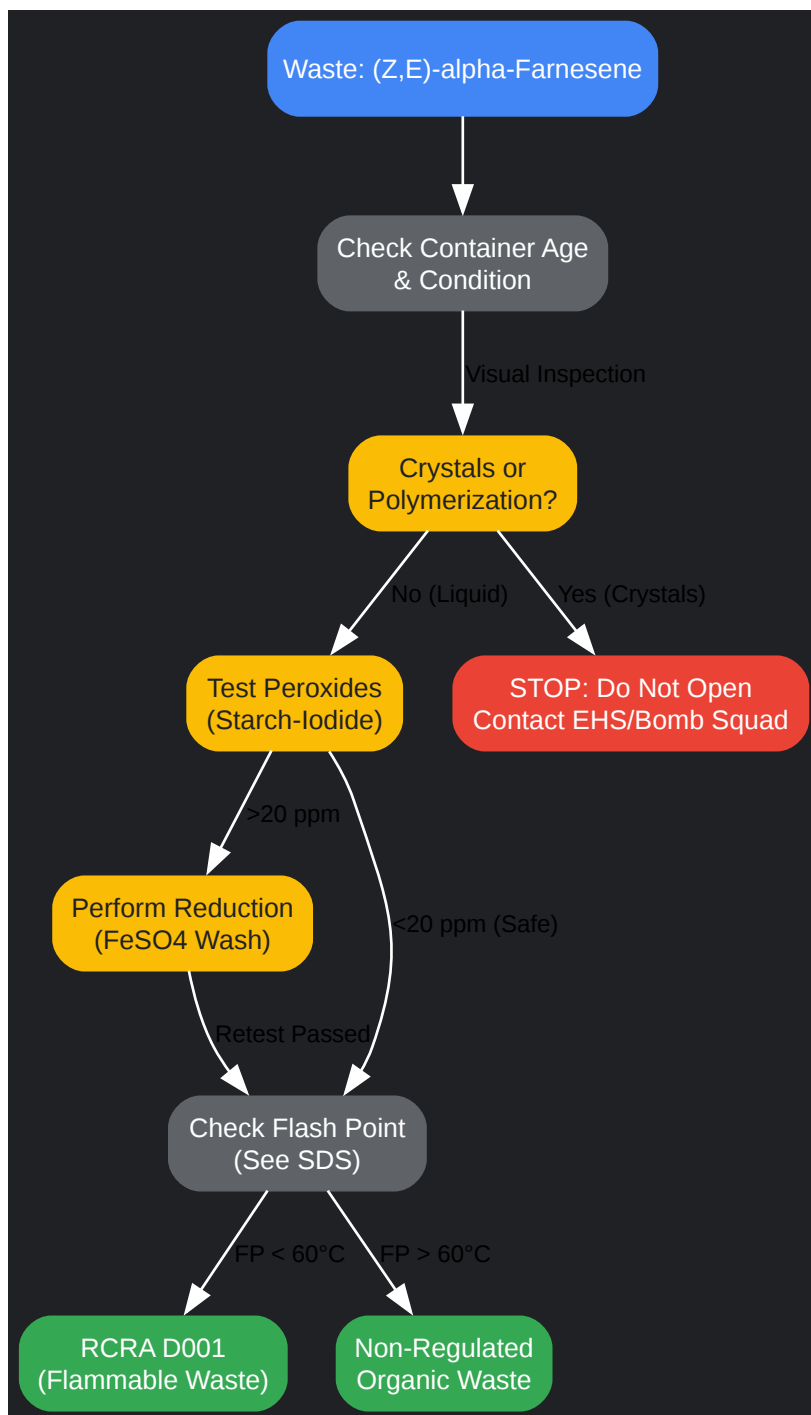 Waste: (Z,E)-alpha-Farnesene
Check Container Age
& Condition
Visual Inspection
Crystals or
Polymerization?
No (Liquid)
Yes (Crystals)
Test Peroxides
(Starch-Iodide)
STOP: Do Not Open
Contact EHS/Bomb Squad
>20 ppm
Perform Reduction
(FeSO4 Wash)
<20 ppm (Safe)
Retest Passed
Check Flash Point
(See SDS)
FP < 60°C
FP > 60°C
RCRA D001
(Flammable Waste)
Non-Regulated
Organic Waste